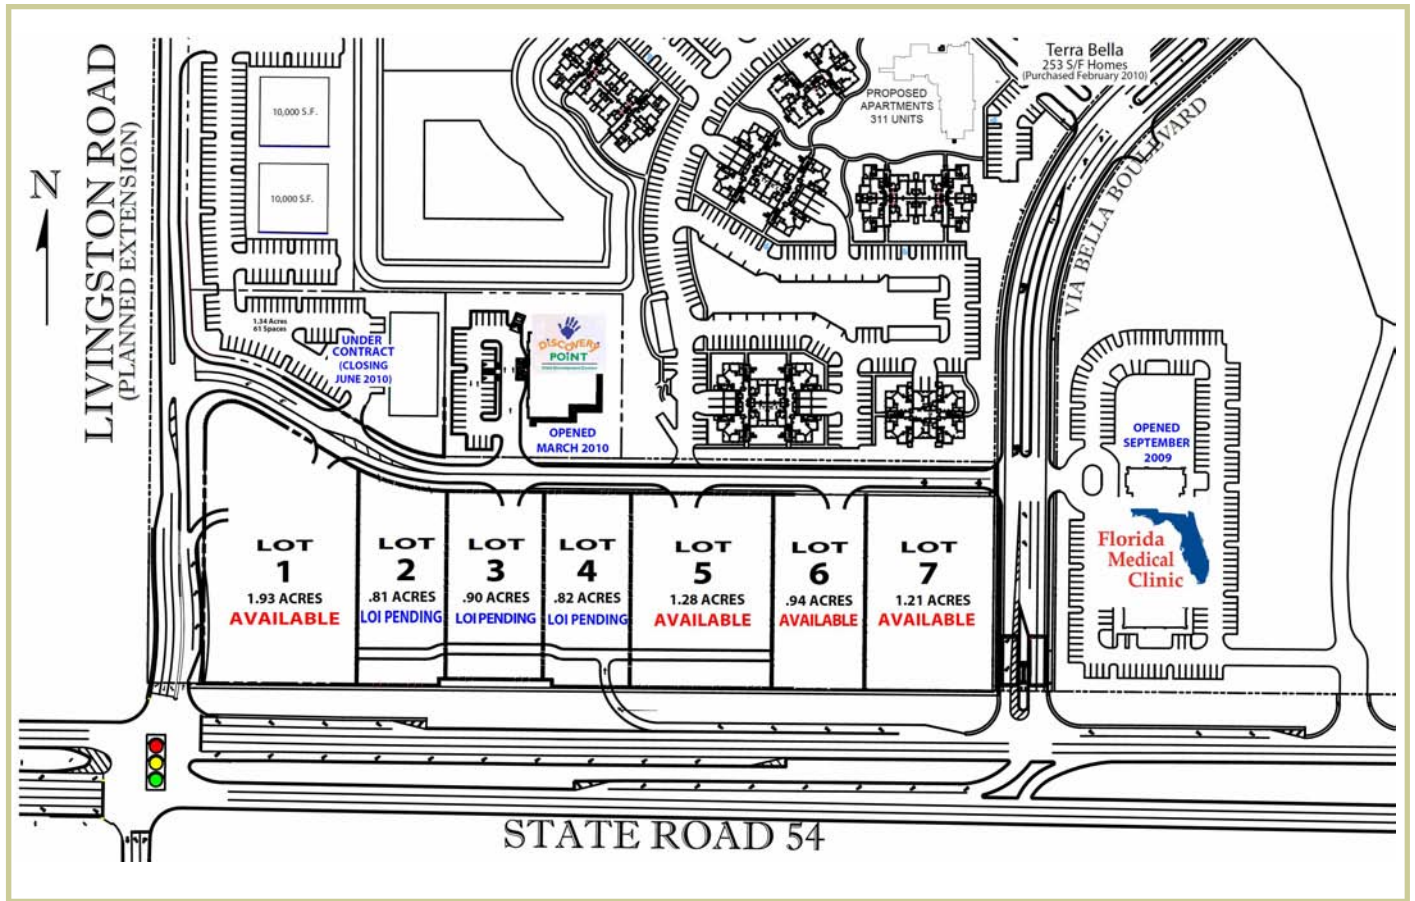 LIVINGSTON ROAD
(PLANNED EXTENSION)
N
10,000 S.F.
10,000 S.F.
1.34 Acres
61 Spaces
UNDER
CONTRACT
(CLOSING
JUNE 2010)
DISCOVERY
POINT
Child Development Centers
OPENED
MARCH 2010
PROPOSED
APARTMENTS
311 UNITS
Terra Bella
253 S/F Homes
(Purchased February 2010)
VIA BELLA BOULEVARD
OPENED
SEPTEMBER
2009
Florida
Medical
Clinic
LOT
1
1.93 ACRES
AVAILABLE
LOT
2
.81 ACRES
LOI PENDING
LOT
3
.90 ACRES
LOI PENDING
LOT
4
.82 ACRES
LOI PENDING
LOT
5
1.28 ACRES
AVAILABLE
LOT
6
.94 ACRES
AVAILABLE
LOT
7
1.21 ACRES
AVAILABLE
STATE ROAD 54